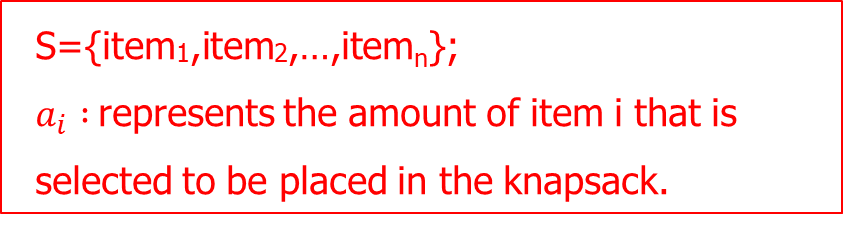 S={item₁,item₂,…,itemₙ};
𝑎ᵢ : represents the amount of item i that is
selected to be placed in the knapsack.